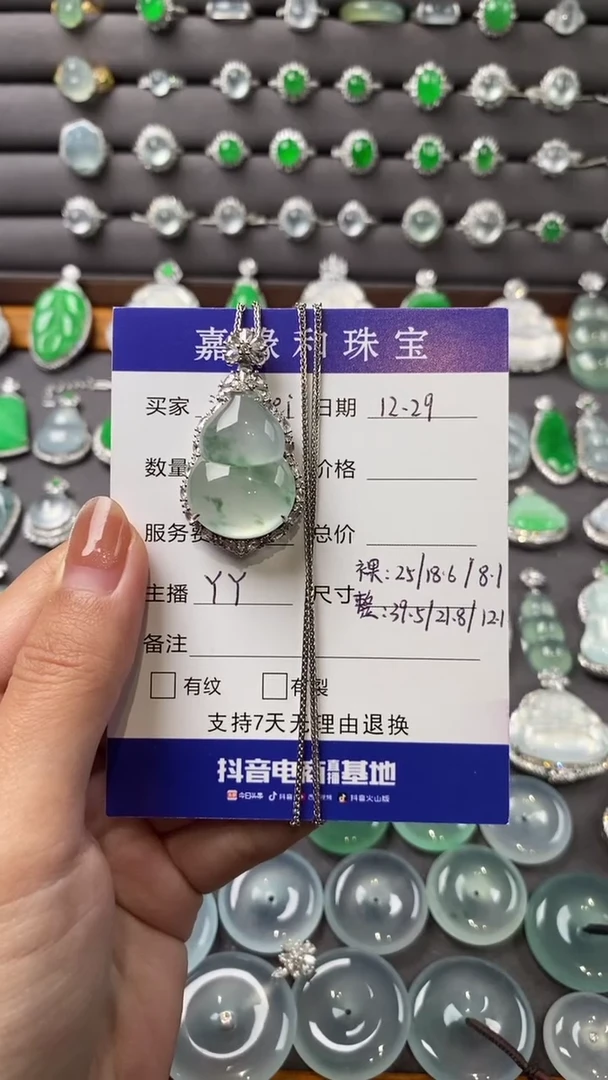 嘉缘和珠宝
买家 日期 12-29
数量 价格
服务 总价
裸:25/18.6/8.1
主播 YY 尺寸
整:39.5/21.8/12.1
备注
有纹 有裂
支持7天无理由退换
抖音电商直播基地
今日头条 抖音 抖音火山版